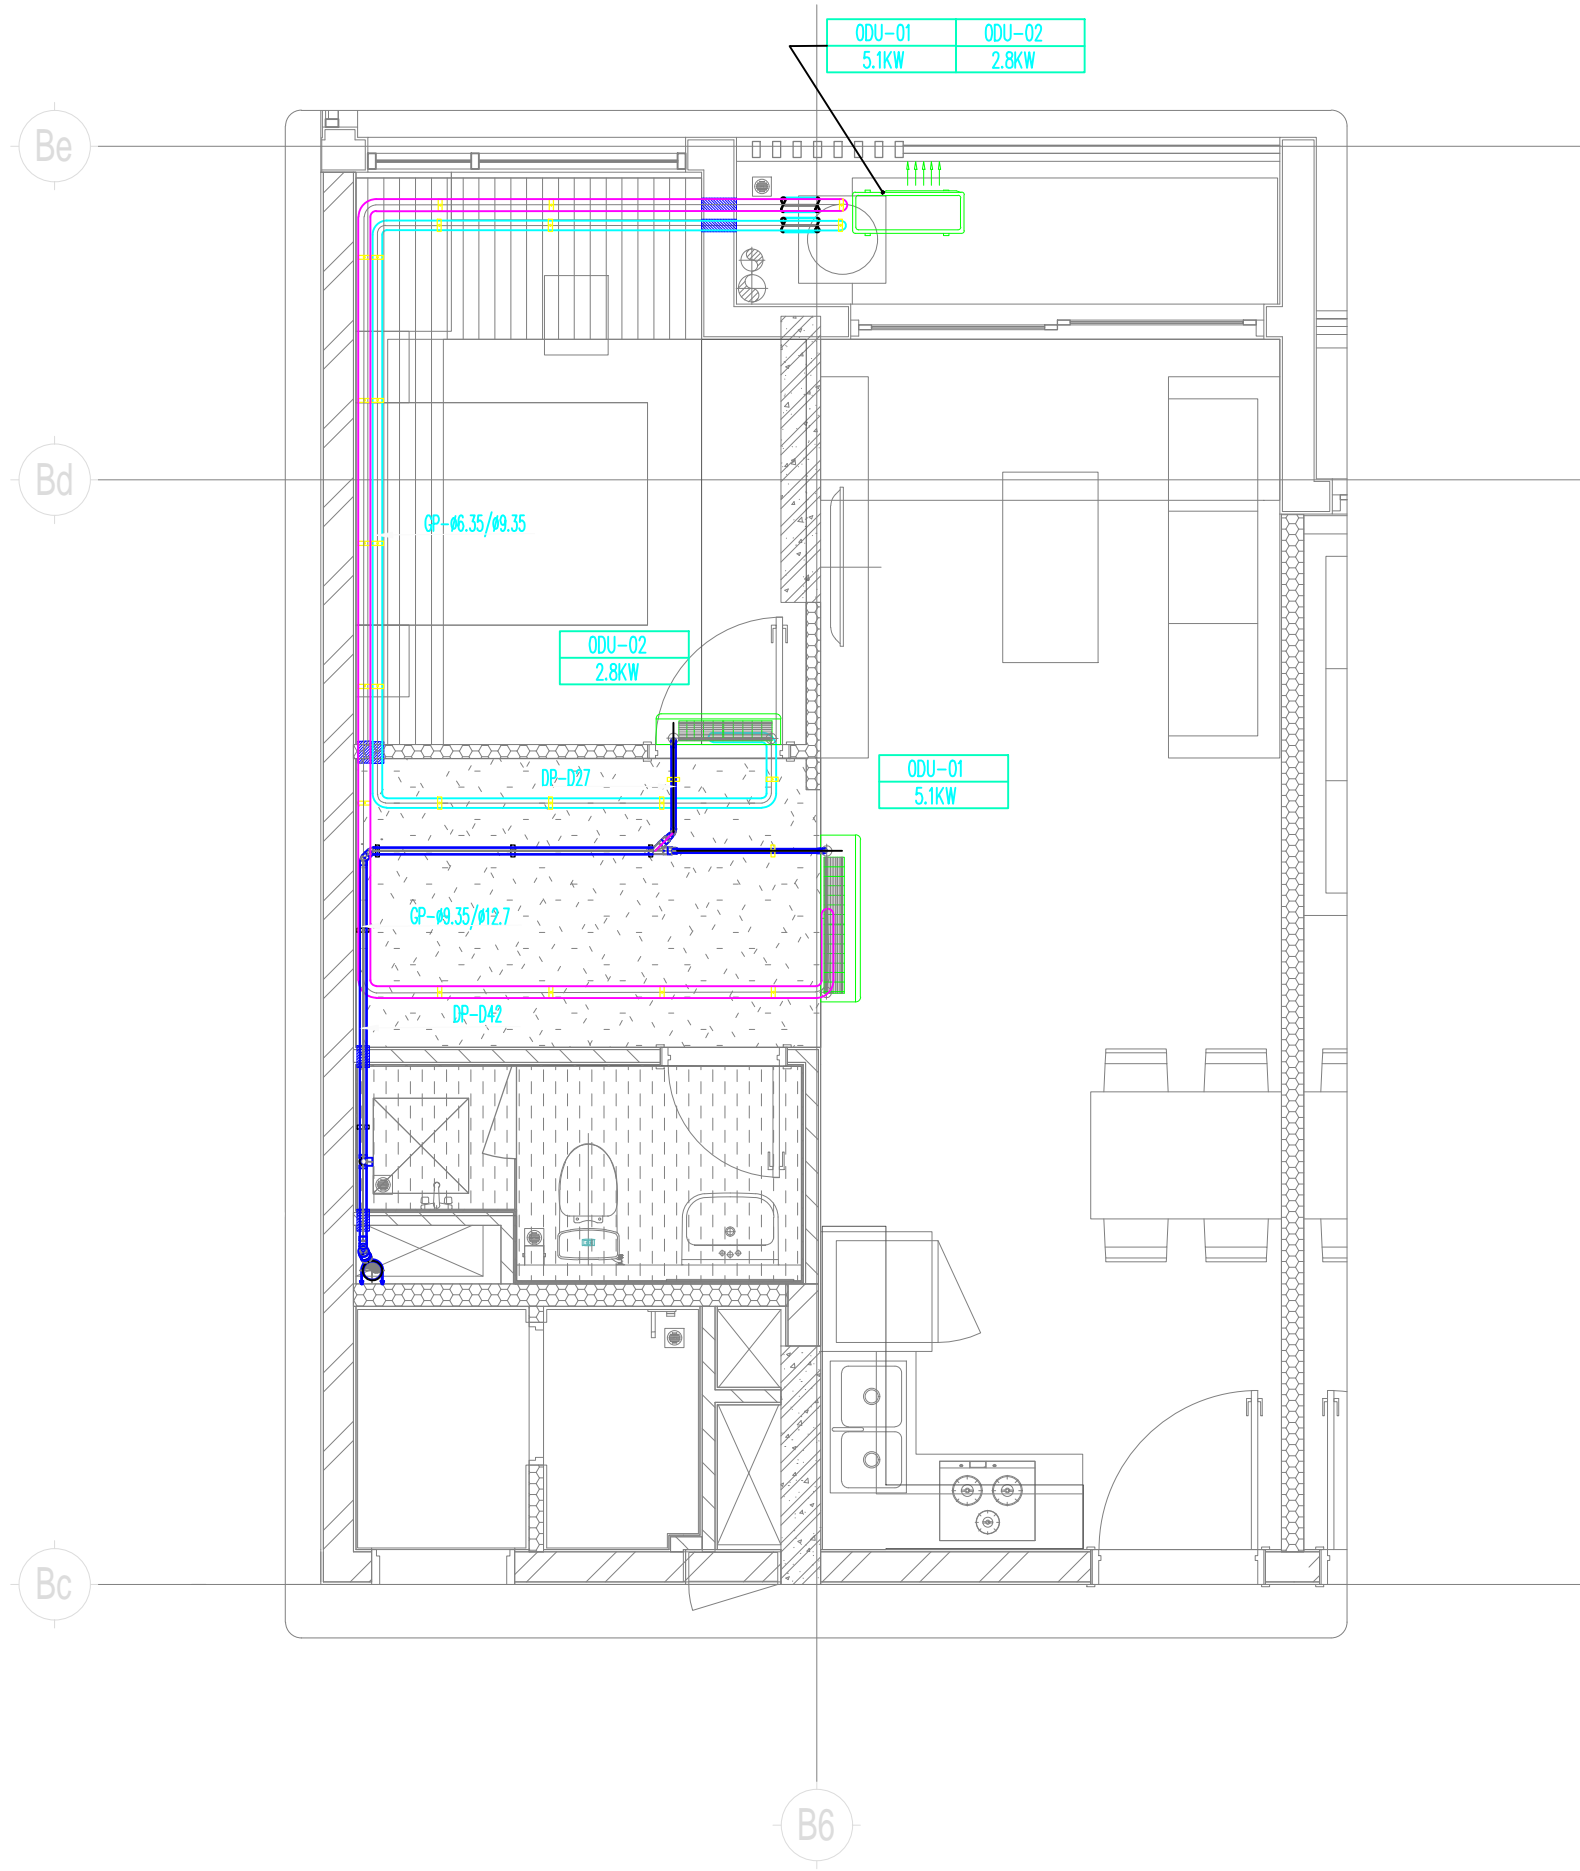 ODU-01 ODU-02
5.1KW 2.8KW
Be
Bd
GP-ø6.35/ø9.35
ODU-02
2.8KW
ODU-01
5.1KW
DP-D27
GP-ø9.35/ø12.7
DP-D42
Bc
B6